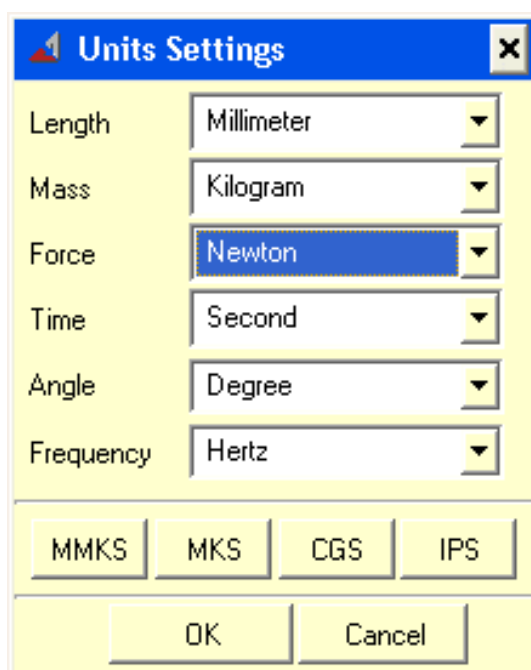 Units Settings
Length Millimeter
Mass Kilogram
Force Newton
Time Second
Angle Degree
Frequency Hertz
MMKS MKS CGS IPS
OK Cancel